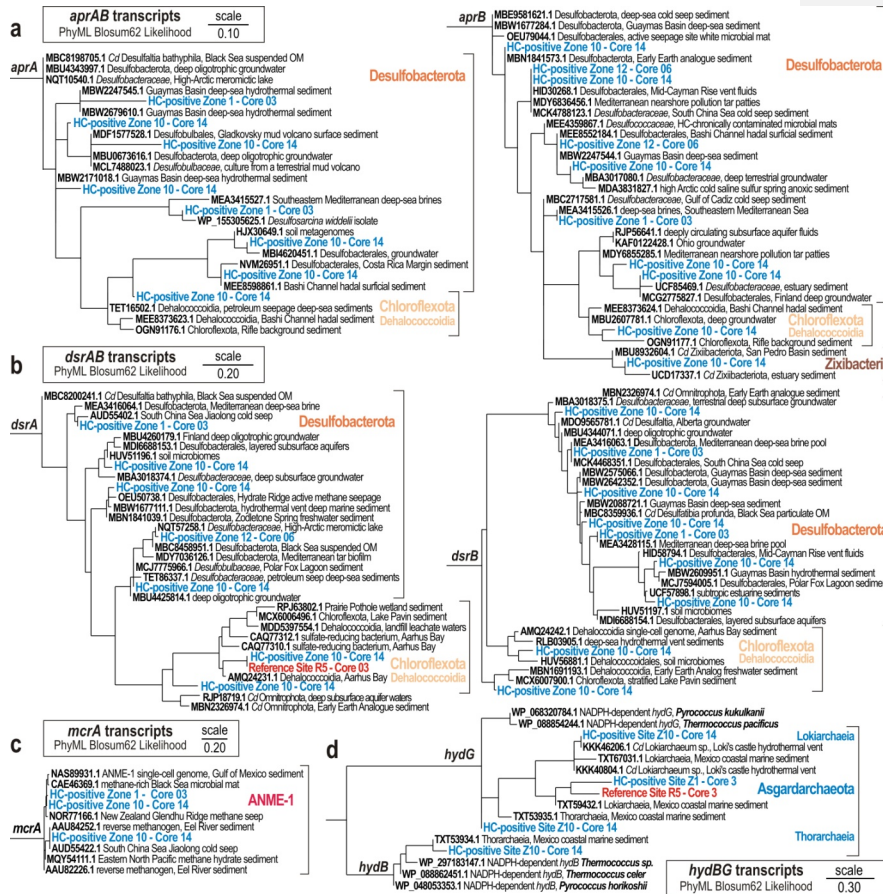 a
aprAB transcripts
PhyML Blosum62 Likelihood
scale
0.10
aprA
MBC8198705.1 Cd Desulfaltia bathyphila, Black Sea suspended OM
MBU4343997.1 Desulfobacterota, deep oligotrophic groundwater
NQT10540.1 Desulfobacteraceae, High-Arctic meromictic lake
MBW2247545.1 Guaymas Basin deep-sea hydrothermal sediment
HC-positive Zone 1 - Core 03
MBW2679610.1 Guaymas Basin deep-sea hydrothermal sediment
HC-positive Zone 10 - Core 14
MDF1577528.1 Desulfobulbales, Gladkovsky mud volcano surface sediment
HC-positive Zone 10 - Core 14
MBU0673616.1 Desulfobacterota, deep oligotrophic groundwater
MCL7488023.1 Desulfobulbaceae, culture from a terrestrial mud volcano
MBW2171018.1 Guaymas Basin deep-sea hydrothermal sediment
HC-positive Zone 10 - Core 14
MEA3415527.1 Southeastern Mediterranean deep-sea brines
HC-positive Zone 1 - Core 03
WP_155305625.1 Desulfosarcina widdelii isolate
HJX30649.1 soil metagenomes
HC-positive Zone 10 - Core 14
MBI4620451.1 Desulfobacterales, groundwater
NVM26951.1 Desulfobacterales, Costa Rica Margin sediment
HC-positive Zone 10 - Core 14
MEE8598861.1 Bashi Channel hadal surficial sediment
HC-positive Zone 10 - Core 14
TET16502.1 Dehalococcoidia, petroleum seepage deep-sea sediments
MEE8373623.1 Dehalococcoidia, Bashi Channel hadal sediment
OGN91176.1 Chloroflexota, Rifle background sediment
Desulfobacterota
Chloroflexota
Dehalococcoidia
aprB
MBE9581621.1 Desulfobacterota, deep-sea cold seep sediment
MBW1677284.1 Guaymas Basin deep-sea sediment
OEU79044.1 Desulfobacterales, active seepage site white microbial mat
HC-positive Zone 10 - Core 14
MBN1841573.1 Desulfobacterota, Early Earth analogue sediment
HC-positive Zone 12 - Core 06
HC-positive Zone 10 - Core 14
HID30268.1 Desulfobacterales, Mid-Cayman Rise vent fluids
MDY6836456.1 Mediterranean nearshore pollution tar patties
MCK4788123.1 Desulfobacteraceae, South China Sea cold seep
MEE4359867.1 Desulfococcaceae, HC-chronically contaminated microbial mats
MEE8552184.1 Desulfobacterales, Bashi Channel hadal surficial sediment
HC-positive Zone 12 - Core 06
MBW2247544.1 Guaymas Basin deep-sea sediment
HC-positive Zone 10 - Core 14
MBA3017080.1 Desulfobacteraceae, deep terrestrial groundwater
MDA3831827.1 high Arctic cold saline sulfur spring anoxic sediment
MBC2717581.1 Desulfobacteraceae, Gulf of Cadiz cold seep sediment
MEA3415526.1 deep-sea brines, Southeastern Mediterranean Sea
HC-positive Zone 1 - Core 03
RJP56641.1 deeply circulating subsurface aquifer fluids
KAF0122428.1 Ohio groundwater
MDY6855285.1 Mediterranean nearshore pollution tar patties
HC-positive Zone 10 - Core 14
HC-positive Zone 10 - Core 14
UCF85469.1 Desulfobacteraceae, estuary sediment
MCG2775827.1 Desulfobacterales, Finland deep groundwater
MEE8373624.1 Dehalococcoidia, Bashi Channel hadal sediment
MBU2607781.1 Chloroflexota, deep groundwater
HC-positive Zone 10 - Core 14
OGN91177.1 Chloroflexota, Rifle background sediment
MBU8932604.1 Cd Zixiibacteriota, San Pedro Basin sediment
HC-positive Zone 10 - Core 14
UCD17337.1 Cd Zixiibacteriota, estuary sediment
Desulfobacterota
Chloroflexota
Dehalococcoidia
Zixibacteri
b
dsrAB transcripts
PhyML Blosum62 Likelihood
scale
0.20
dsrA
MBC8200241.1 Cd Desulfaltia bathyphila, Black Sea suspended OM
MEA3416064.1 Desulfobacterota, Mediterranean deep-sea brine
AUD55402.1 South China Sea Jiaolong cold seep
HC-positive Zone 1 - Core 03
MBU4260179.1 Finland deep oligotrophic groundwater
MDI6688153.1 Desulfobacterales, layered subsurface aquifers
HUV51196.1 soil microbiomes
HC-positive Zone 10 - Core 14
MBA3018374.1 Desulfobacteraceae, deep subsurface groundwater
HC-positive Zone 10 - Core 14
OEU50738.1 Desulfobacterales, Hydrate Ridge active methane seepage
MBW1677111.1 Desulfobacterota, hydrothermal vent deep marine sediment
MBN1841039.1 Desulfobacterota, Zodletone Spring freshwater sediment
NQT57258.1 Desulfobacteraceae, High-Arctic meromictic lake
HC-positive Zone 12 - Core 06
MBC8458951.1 Desulfobacterota, Black Sea suspended OM
MDY7036126.1 Desulfobacterota, Mediterranean tar biofilm
MCJ7775966.1 Desulfobulbaceae, Polar Fox Lagoon sediment
TET86337.1 Desulfobacteraceae, petroleum seep deep-sea sediments
HC-positive Zone 10 - Core 14
MBU4425814.1 deep oligotrophic groundwater
RPJ63802.1 Prairie Pothole wetland sediment
MCX6006496.1 Chloroflexota, Lake Pavin sediment
MDD5397554.1 Dehalococcoidia, landfill leachate waters
CAQ77312.1 sulfate-reducing bacterium, Aarhus Bay
CAQ77310.1 sulfate-reducing bacterium, Aarhus Bay
HC-positive Zone 10 - Core 14
Reference Site R5 - Core 03
AMQ24231.1 Dehalococcoidia, Aarhus Bay
HC-positive Zone 10 - Core 14
RJP18719.1 Cd Omnitrophota, deep subsurface aquifer waters
MBN2326974.1 Cd Omnitrophota, Early Earth Analogue sediment
Desulfobacterota
Chloroflexota
Dehalococcoidia
dsrB
MBN2326974.1 Cd Omnitrophota, Early Earth analogue sediment
MBA3018375.1 Desulfobacteraceae, terrestrial deep subsurface groundwater
HC-positive Zone 10 - Core 14
MDO9565781.1 Cd Desulfaltia, Alberta groundwater
MBU4344071.1 deep oligotrophic groundwater
MEA3416063.1 Desulfobacterota, Mediterranean deep-sea brine pool
HC-positive Zone 1 - Core 03
MCK4468351.1 Desulfobacterales, South China Sea cold seep
MBW2575066.1 Desulfobacterota, Guaymas Basin deep-sea sediment
MBW2642352.1 Desulfobacterota, Guaymas Basin deep-sea sediment
HC-positive Zone 10 - Core 14
MBW2088721.1 Guaymas Basin deep-sea sediment
MBC8359936.1 Cd Desulfatibia profunda, Black Sea particulate OM
HC-positive Zone 10 - Core 14
HC-positive Zone 1 - Core 03
MEA3428115.1 Mediterranean deep-sea brine pool
HID58794.1 Desulfobacterales, Mid-Cayman Rise vent fluids
HC-positive Zone 10 - Core 14
MBW2609951.1 Guaymas Basin hydrothermal sediment
MCJ7594005.1 Desulfobacterales, Polar Fox Lagoon sedime
UCF57898.1 subtropic estuarine sediments
HC-positive Zone 10 - Core 14
HUV51197.1 soil microbiomes
MDI6688154.1 Desulfobacterales, layered subsurface aquifers
AMQ24242.1 Dehalococcoidia single-cell genome, Aarhus Bay sediment
RLB03905.1 deep-sea hydrothermal vent sediments
HC-positive Zone 10 - Core 14
HUV56881.1 Dehalococcoidales, soil microbiomes
MBN1691193.1 Dehalococcoidia, Early Earth Analog freshwater sediment
MCX6007900.1 Chloroflexota, stratified Lake Pavin sediment
HC-positive Zone 10 - Core 14
Desulfobacterota
Chloroflexota
Dehalococcoidia
c
mcrA transcripts
PhyML Blosum62 Likelihood
scale
0.20
mcrA
NAS89931.1 ANME-1 single-cell genome, Gulf of Mexico sediment
CAE46369.1 methane-rich Black Sea microbial mat
HC-positive Zone 1 - Core 03
HC-positive Zone 10 - Core 14
NOR77166.1 New Zealand Glendhu Ridge methane seep
AAU84252.1 reverse methanogen, Eel River sediment
HC-positive Zone 10 - Core 14
AUD55422.1 South China Sea Jiaolong cold seep
MQY54111.1 Eastern North Pacific methane hydrate sediment
AAU82226.1 reverse methanogen, Eel River sediment
ANME-1
d
hydG
WP_068320784.1 NADPH-dependent hydG, Pyrococcus kukulkanii
WP_088854244.1 NADPH-dependent hydG, Thermococcus pacificus
HC-positive Site Z10 - Core 14
KKK46206.1 Cd Lokiarchaeum sp., Loki's castle hydrothermal vent
TXT67031.1 Lokiarchaeia, Mexico coastal marine sediment
KKK40804.1 Cd Lokiarchaeum sp., Loki's castle hydrothermal vent
HC-positive Site Z1 - Core 3
Reference Site R5 - Core 3
TXT59432.1 Lokiarchaeia, Mexico coastal marine sediment
TXT53935.1 Thorarchaeia, Mexico coastal marine sediment
HC-positive Site Z10 - Core 14
Lokiarchaeia
Asgardarchaeota
Thorarchaeia
hydB
TXT53934.1 Thorarchaeia, Mexico coastal marine sediment
HC-positive Site Z10 - Core 14
WP_297183147.1 NADPH-dependent hydB Thermococcus sp.
WP_088862451.1 NADPH-dependent hydB, Thermococcus celer
WP_048053353.1 NADPH-dependent hydB, Pyrococcus horikoshii
hydBG transcripts
PhyML Blosum62 Likelihood
scale
0.30